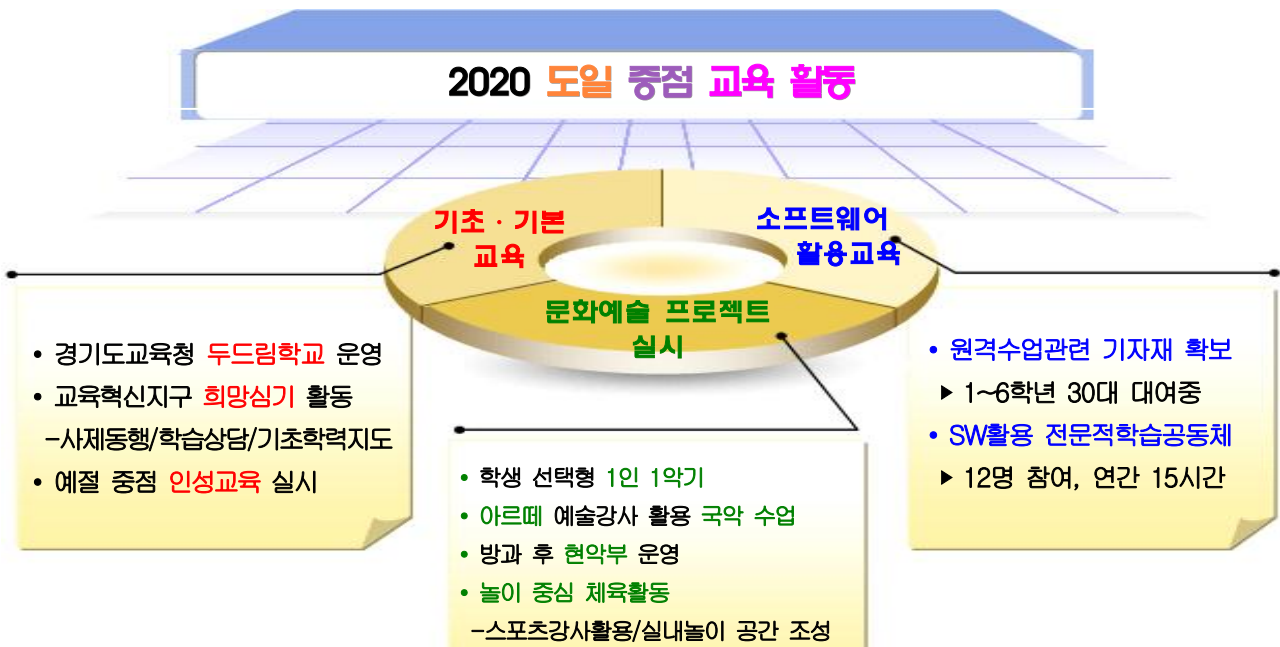 2020 도일 중점 교육 활동
기초 · 기본
교육
소프트웨어
활용교육
문화예술 프로젝트
실시
• 경기도교육청 두드림학교 운영
• 교육혁신지구 희망심기 활동
-사제동행/학습상담/기초학력지도
• 예절 중점 인성교육 실시
• 학생 선택형 1인 1악기
• 아르떼 예술강사 활용 국악 수업
• 방과 후 현악부 운영
• 놀이 중심 체육활동
-스포츠강사활용/실내놀이 공간 조성
• 원격수업관련 기자재 확보
▶ 1~6학년 30대 대여중
• SW활용 전문적학습공동체
▶ 12명 참여, 연간 15시간